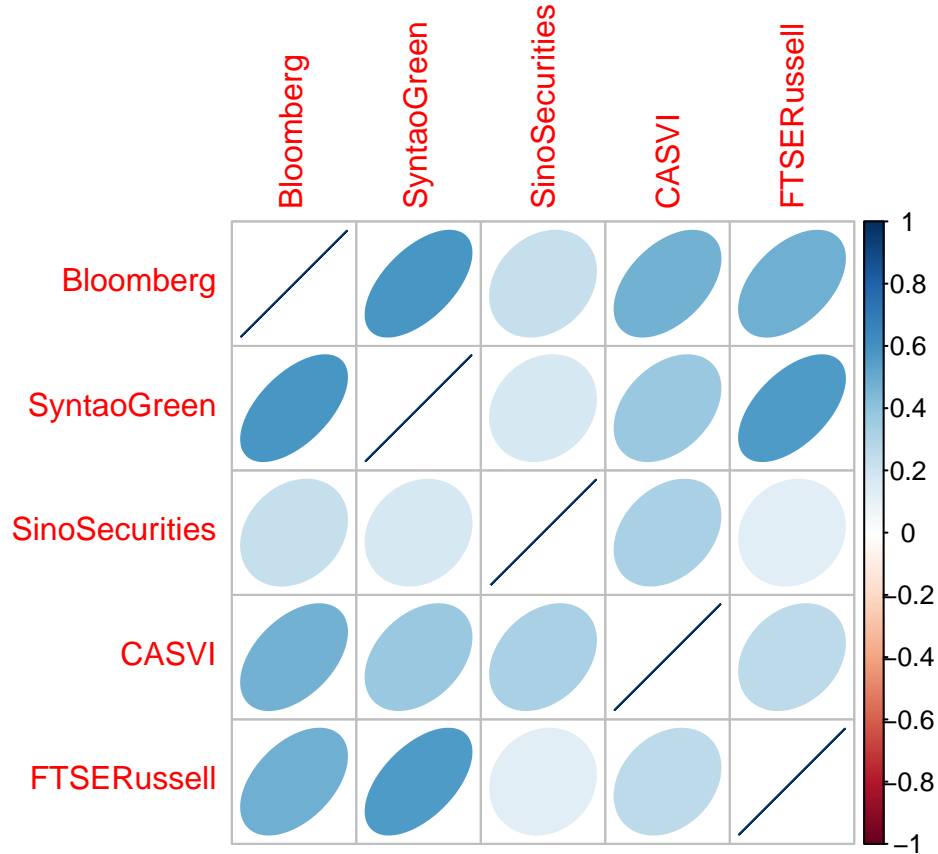 Bloomberg
SyntaoGreen
SinoSecurities
CASVI
FTSERussell
Bloomberg
SyntaoGreen
SinoSecurities
CASVI
FTSERussell
1
0.8
0.6
0.4
0.2
0
−0.2
−0.4
−0.6
−0.8
−1